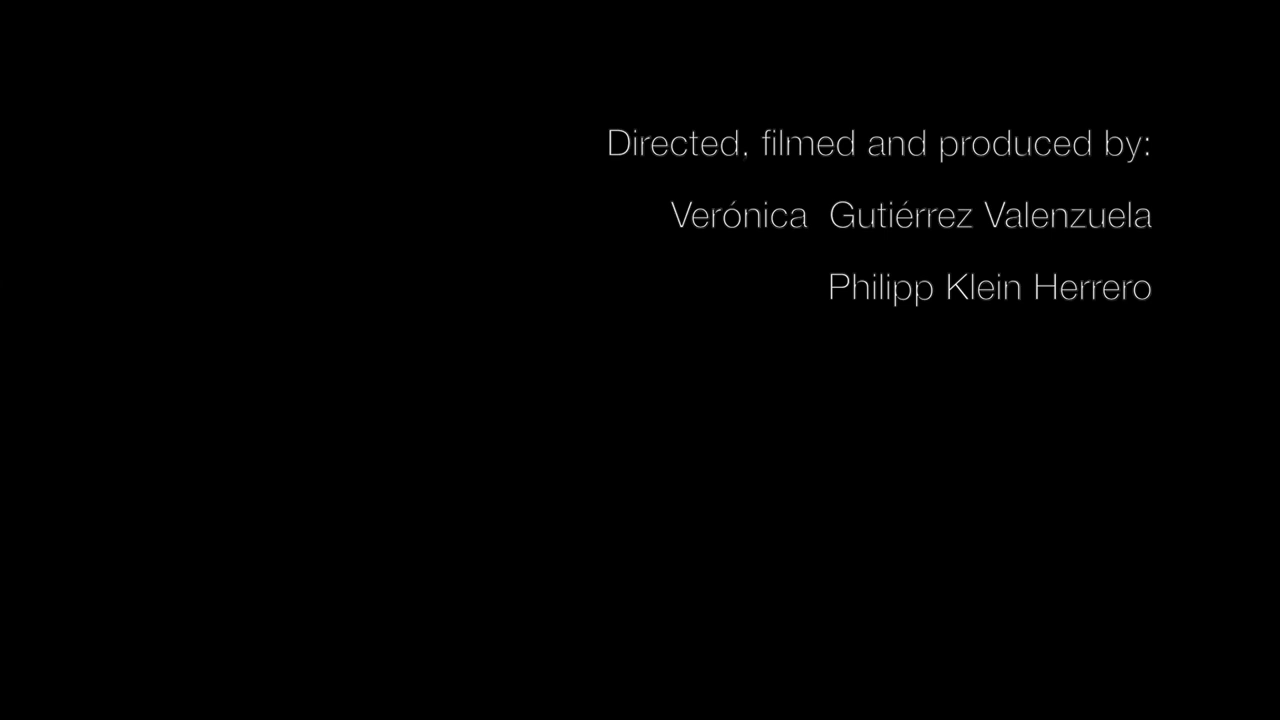 Directed, filmed and produced by:
Verónica Gutiérrez Valenzuela
Philipp Klein Herrero